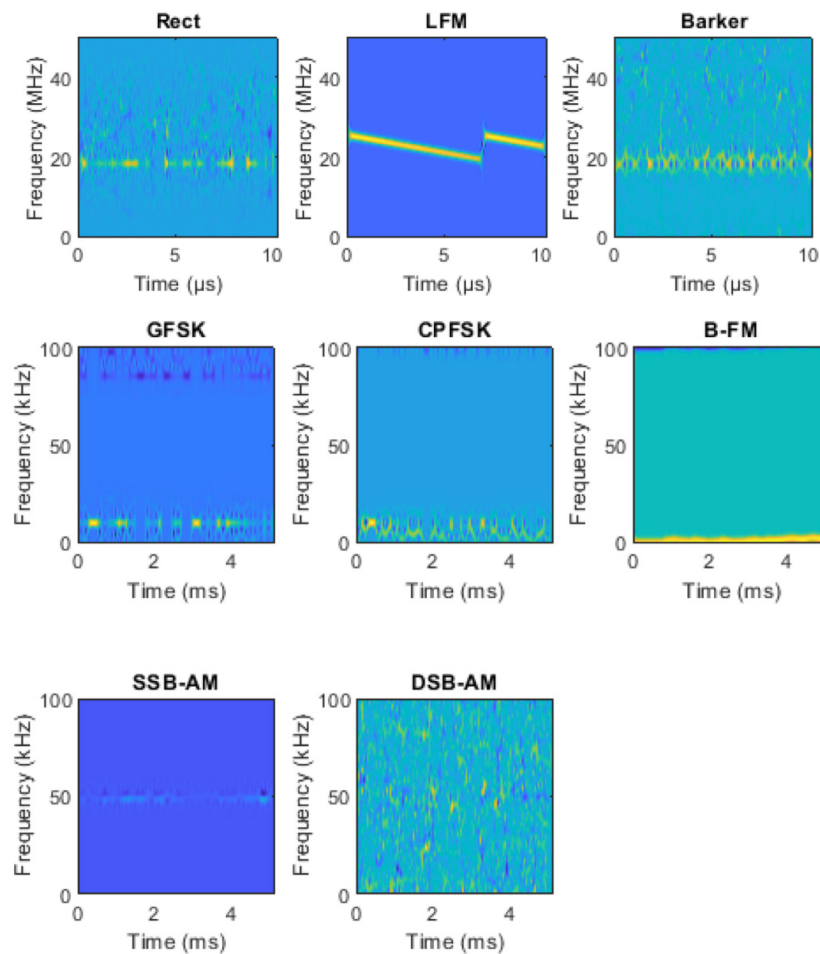 Rect
Frequency (MHz)
40
20
0
0 5 10
Time (µs)
LFM
Frequency (MHz)
40
20
0
0 5 10
Time (µs)
Barker
Frequency (MHz)
40
20
0
0 5 10
Time (µs)
GFSK
Frequency (kHz)
100
50
0
0 2 4
Time (ms)
CPFSK
Frequency (kHz)
100
50
0
0 2 4
Time (ms)
B-FM
Frequency (kHz)
100
50
0
0 2 4
Time (ms)
SSB-AM
Frequency (kHz)
100
50
0
0 2 4
Time (ms)
DSB-AM
Frequency (kHz)
100
50
0
0 2 4
Time (ms)